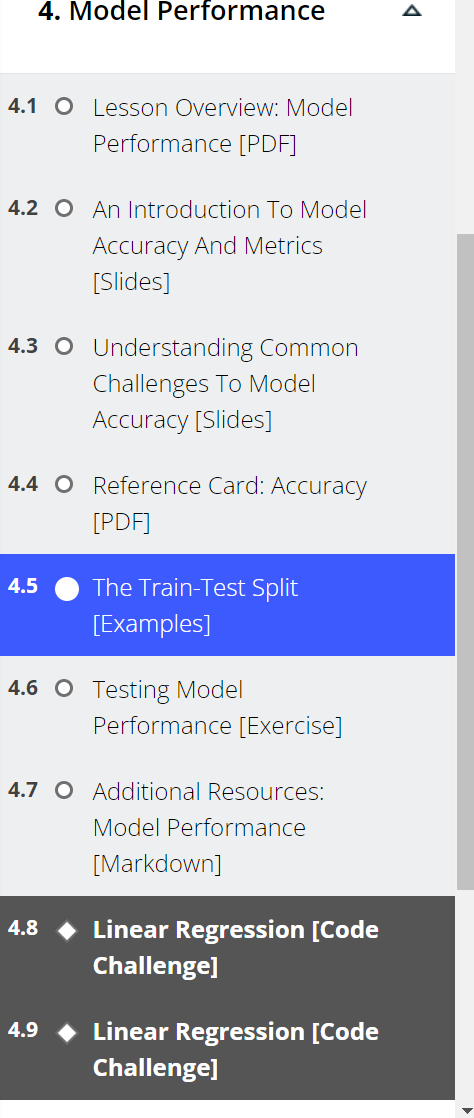 4. Model Performance
4.1 Lesson Overview: Model
Performance [PDF]
4.2 An Introduction To Model
Accuracy And Metrics
[Slides]
4.3 Understanding Common
Challenges To Model
Accuracy [Slides]
4.4 Reference Card: Accuracy
[PDF]
4.5 The Train-Test Split
[Examples]
4.6 Testing Model
Performance [Exercise]
4.7 Additional Resources:
Model Performance
[Markdown]
4.8 Linear Regression [Code
Challenge]
4.9 Linear Regression [Code
Challenge]